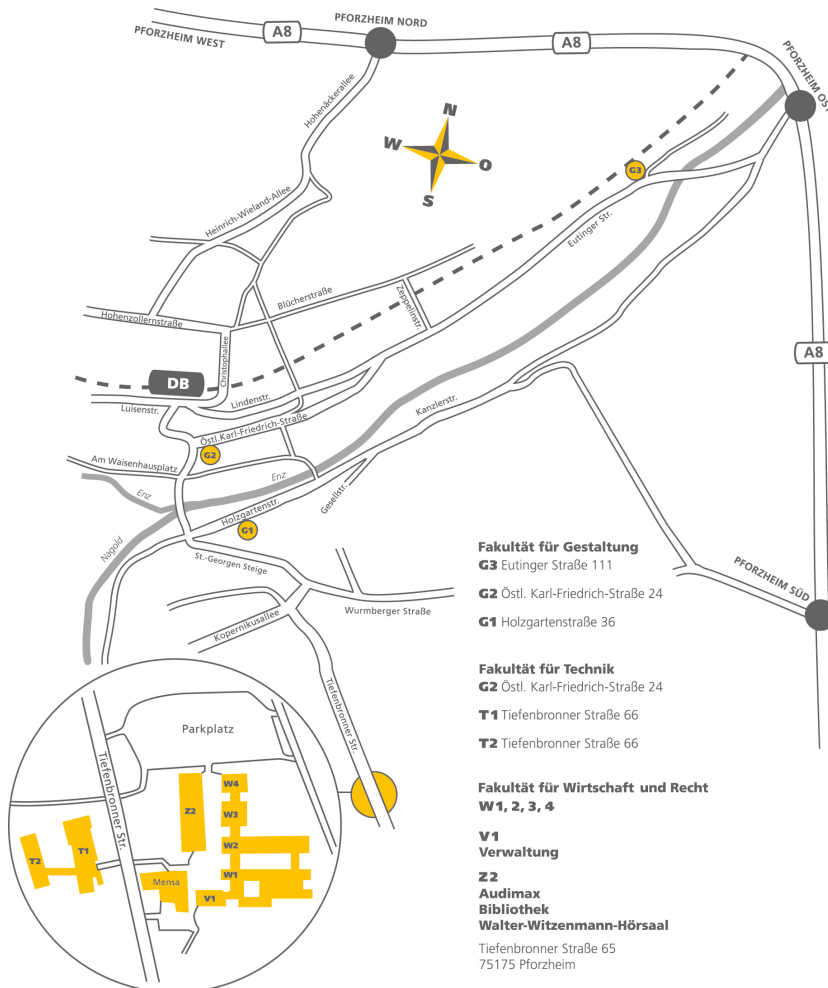 PFORZHEIM NORD
A8
PFORZHEIM WEST
A8
PFORZHEIM OST
Hohenäckerallee
N
W
O
S
G3
Heinrich-Wieland-Allee
Eutinger Str.
Blücherstraße
Zeppelinstr.
Hohenzollernstraße
Christophallee
A8
DB
Lindenstr.
Luisenstr.
Kanzlerstr.
Östl.Karl-Friedrich-Straße
G2
Am Waisenhausplatz
Enz
Enz
Gesellstr.
Holzgartenstr.
G1
Nagold
St.-Georgen Steige
PFORZHEIM SÜD
Wurmberger Straße
Kopernikusallee
Tiefenbronner Str.
Fakultät für Gestaltung
G3 Eutinger Straße 111
G2 Östl. Karl-Friedrich-Straße 24
G1 Holzgartenstraße 36
Fakultät für Technik
G2 Östl. Karl-Friedrich-Straße 24
T1 Tiefenbronner Straße 66
T2 Tiefenbronner Straße 66
Fakultät für Wirtschaft und Recht
W1, 2, 3, 4
V1
Verwaltung
Z2
Audimax
Bibliothek
Walter-Witzenmann-Hörsaal
Tiefenbronner Straße 65
75175 Pforzheim
Parkplatz
Tiefenbronner Str.
W4
Z2
W3
W2
T1
T2
W1
Mensa
V1